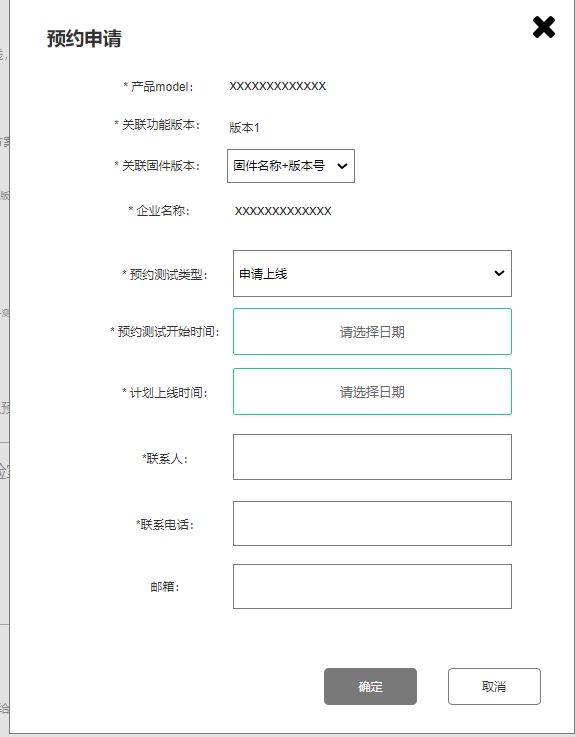 预约申请
* 产品model： XXXXXXXXXXXXX
* 关联功能版本： 版本1
* 关联固件版本： 固件名称+版本号
* 企业名称： XXXXXXXXXXXXX
* 预约测试类型： 申请上线
* 预约测试开始时间： 请选择日期
* 计划上线时间： 请选择日期
*联系人：
*联系电话：
邮箱：
确定 取消